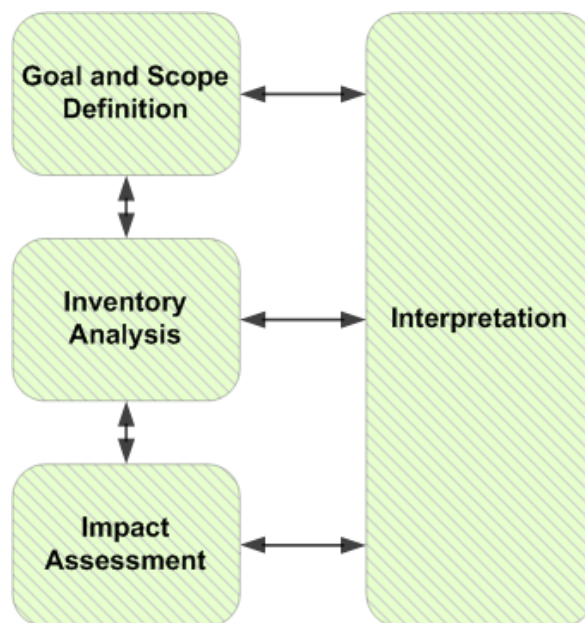 Goal and Scope
Definition
Inventory
Analysis
Interpretation
Impact
Assessment